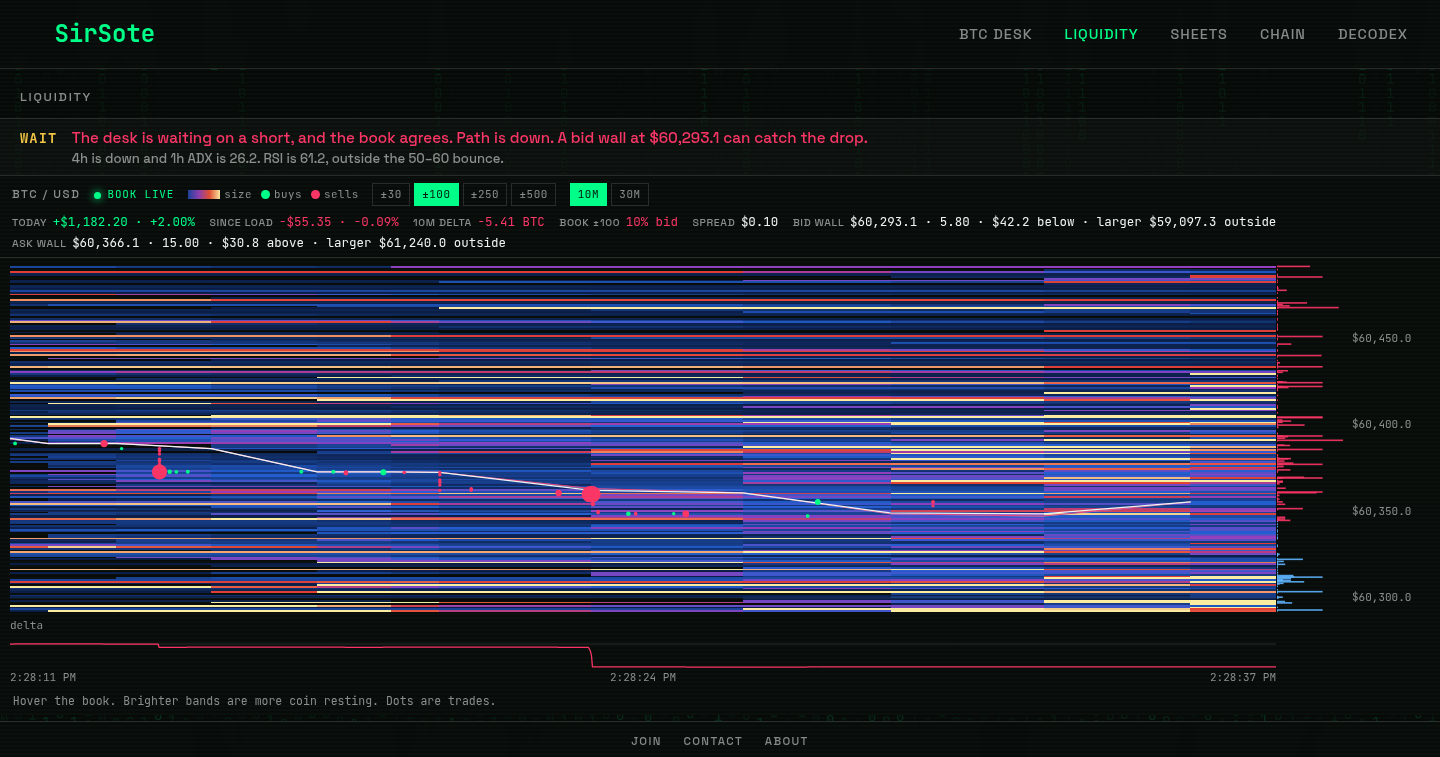 SirSote
BTC DESK LIQUIDITY SHEETS CHAIN DECODEX
LIQUIDITY
WAIT The desk is waiting on a short, and the book agrees. Path is down. A bid wall at $60,293.1 can catch the drop.
4h is down and 1h ADX is 26.2. RSI is 61.2, outside the 50–60 bounce.
BTC / USD BOOK LIVE size buys sells ±30 ±100 ±250 ±500 10M 30M
TODAY +$1,182.20 · +2.00% SINCE LOAD -$55.35 · -0.09% 10M DELTA -5.41 BTC BOOK ±100 10% bid SPREAD $0.10 BID WALL $60,293.1 · 5.80 · $42.2 below · larger $59,097.3 outside
ASK WALL $60,366.1 · 15.00 · $30.8 above · larger $61,240.0 outside
$60,450.0
$60,400.0
$60,350.0
$60,300.0
delta
2:28:11 PM 2:28:24 PM 2:28:37 PM
Hover the book. Brighter bands are more coin resting. Dots are trades.
JOIN CONTACT ABOUT